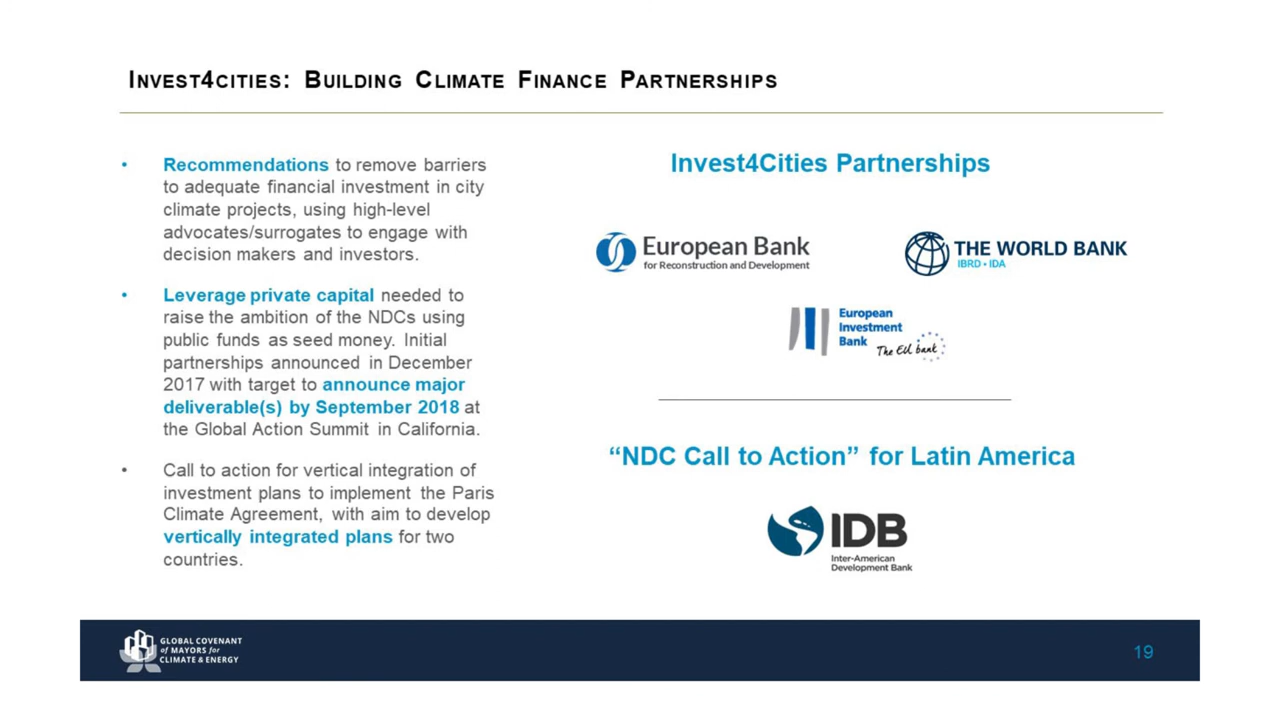 INVEST4CITIES: BUILDING CLIMATE FINANCE PARTNERSHIPS
• Recommendations to remove barriers
to adequate financial investment in city
climate projects, using high-level
advocates/surrogates to engage with
decision makers and investors.
• Leverage private capital needed to
raise the ambition of the NDCs using
public funds as seed money. Initial
partnerships announced in December
2017 with target to announce major
deliverable(s) by September 2018 at
the Global Action Summit in California.
• Call to action for vertical integration of
investment plans to implement the Paris
Climate Agreement, with aim to develop
vertically integrated plans for two
countries.
Invest4Cities Partnerships
European Bank
for Reconstruction and Development
THE WORLD BANK
IBRD • IDA
European
Investment
Bank
The EU bank
“NDC Call to Action” for Latin America
IDB
Inter-American
Development Bank
GLOBAL COVENANT
of MAYORS for
CLIMATE & ENERGY
19